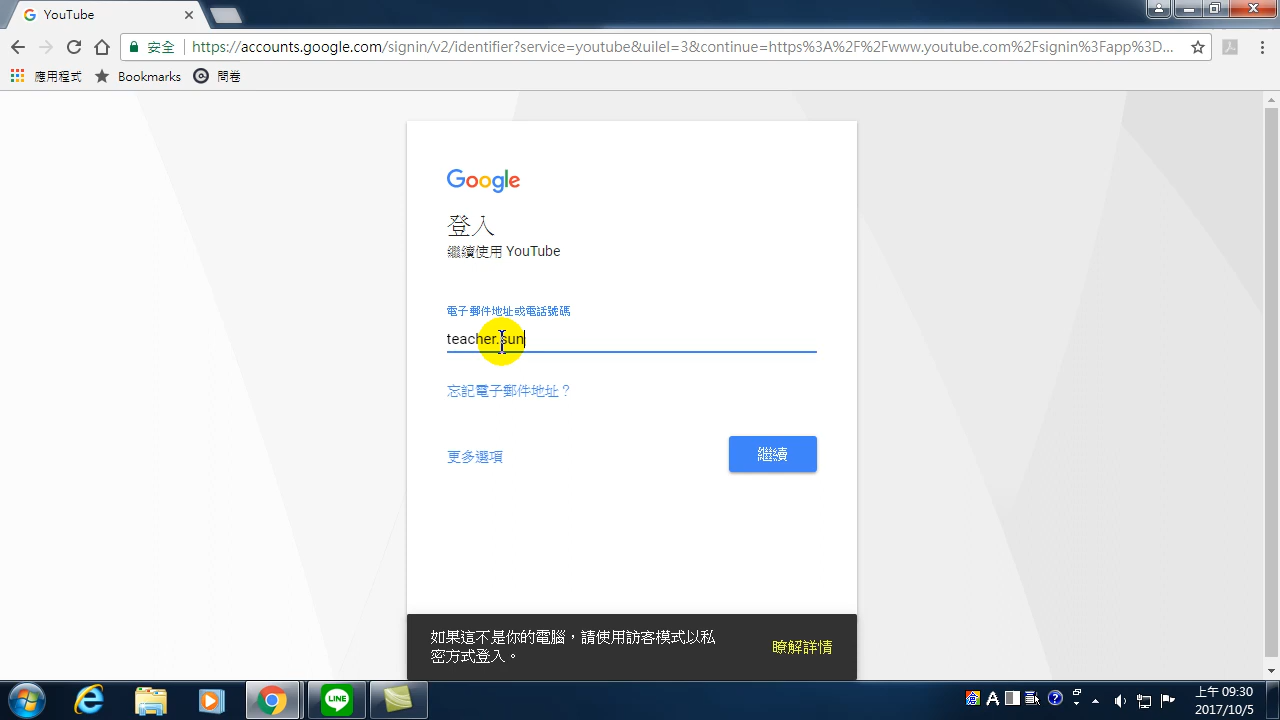 YouTube
安全
https://accounts.google.com/signin/v2/identifier?service=youtube&uilel=3&continue=https%3A%2F%2Fwww.youtube.com%2Fsignin%3Fapp%3D...
應用程式
Bookmarks
問卷
Google
登入
繼續使用 YouTube
電子郵件地址或電話號碼
teacher.sun
忘記電子郵件地址？
更多選項
繼續
如果這不是你的電腦，請使用訪客模式以私
密方式登入。
瞭解詳情
LINE
A
上午 09:30
2017/10/5